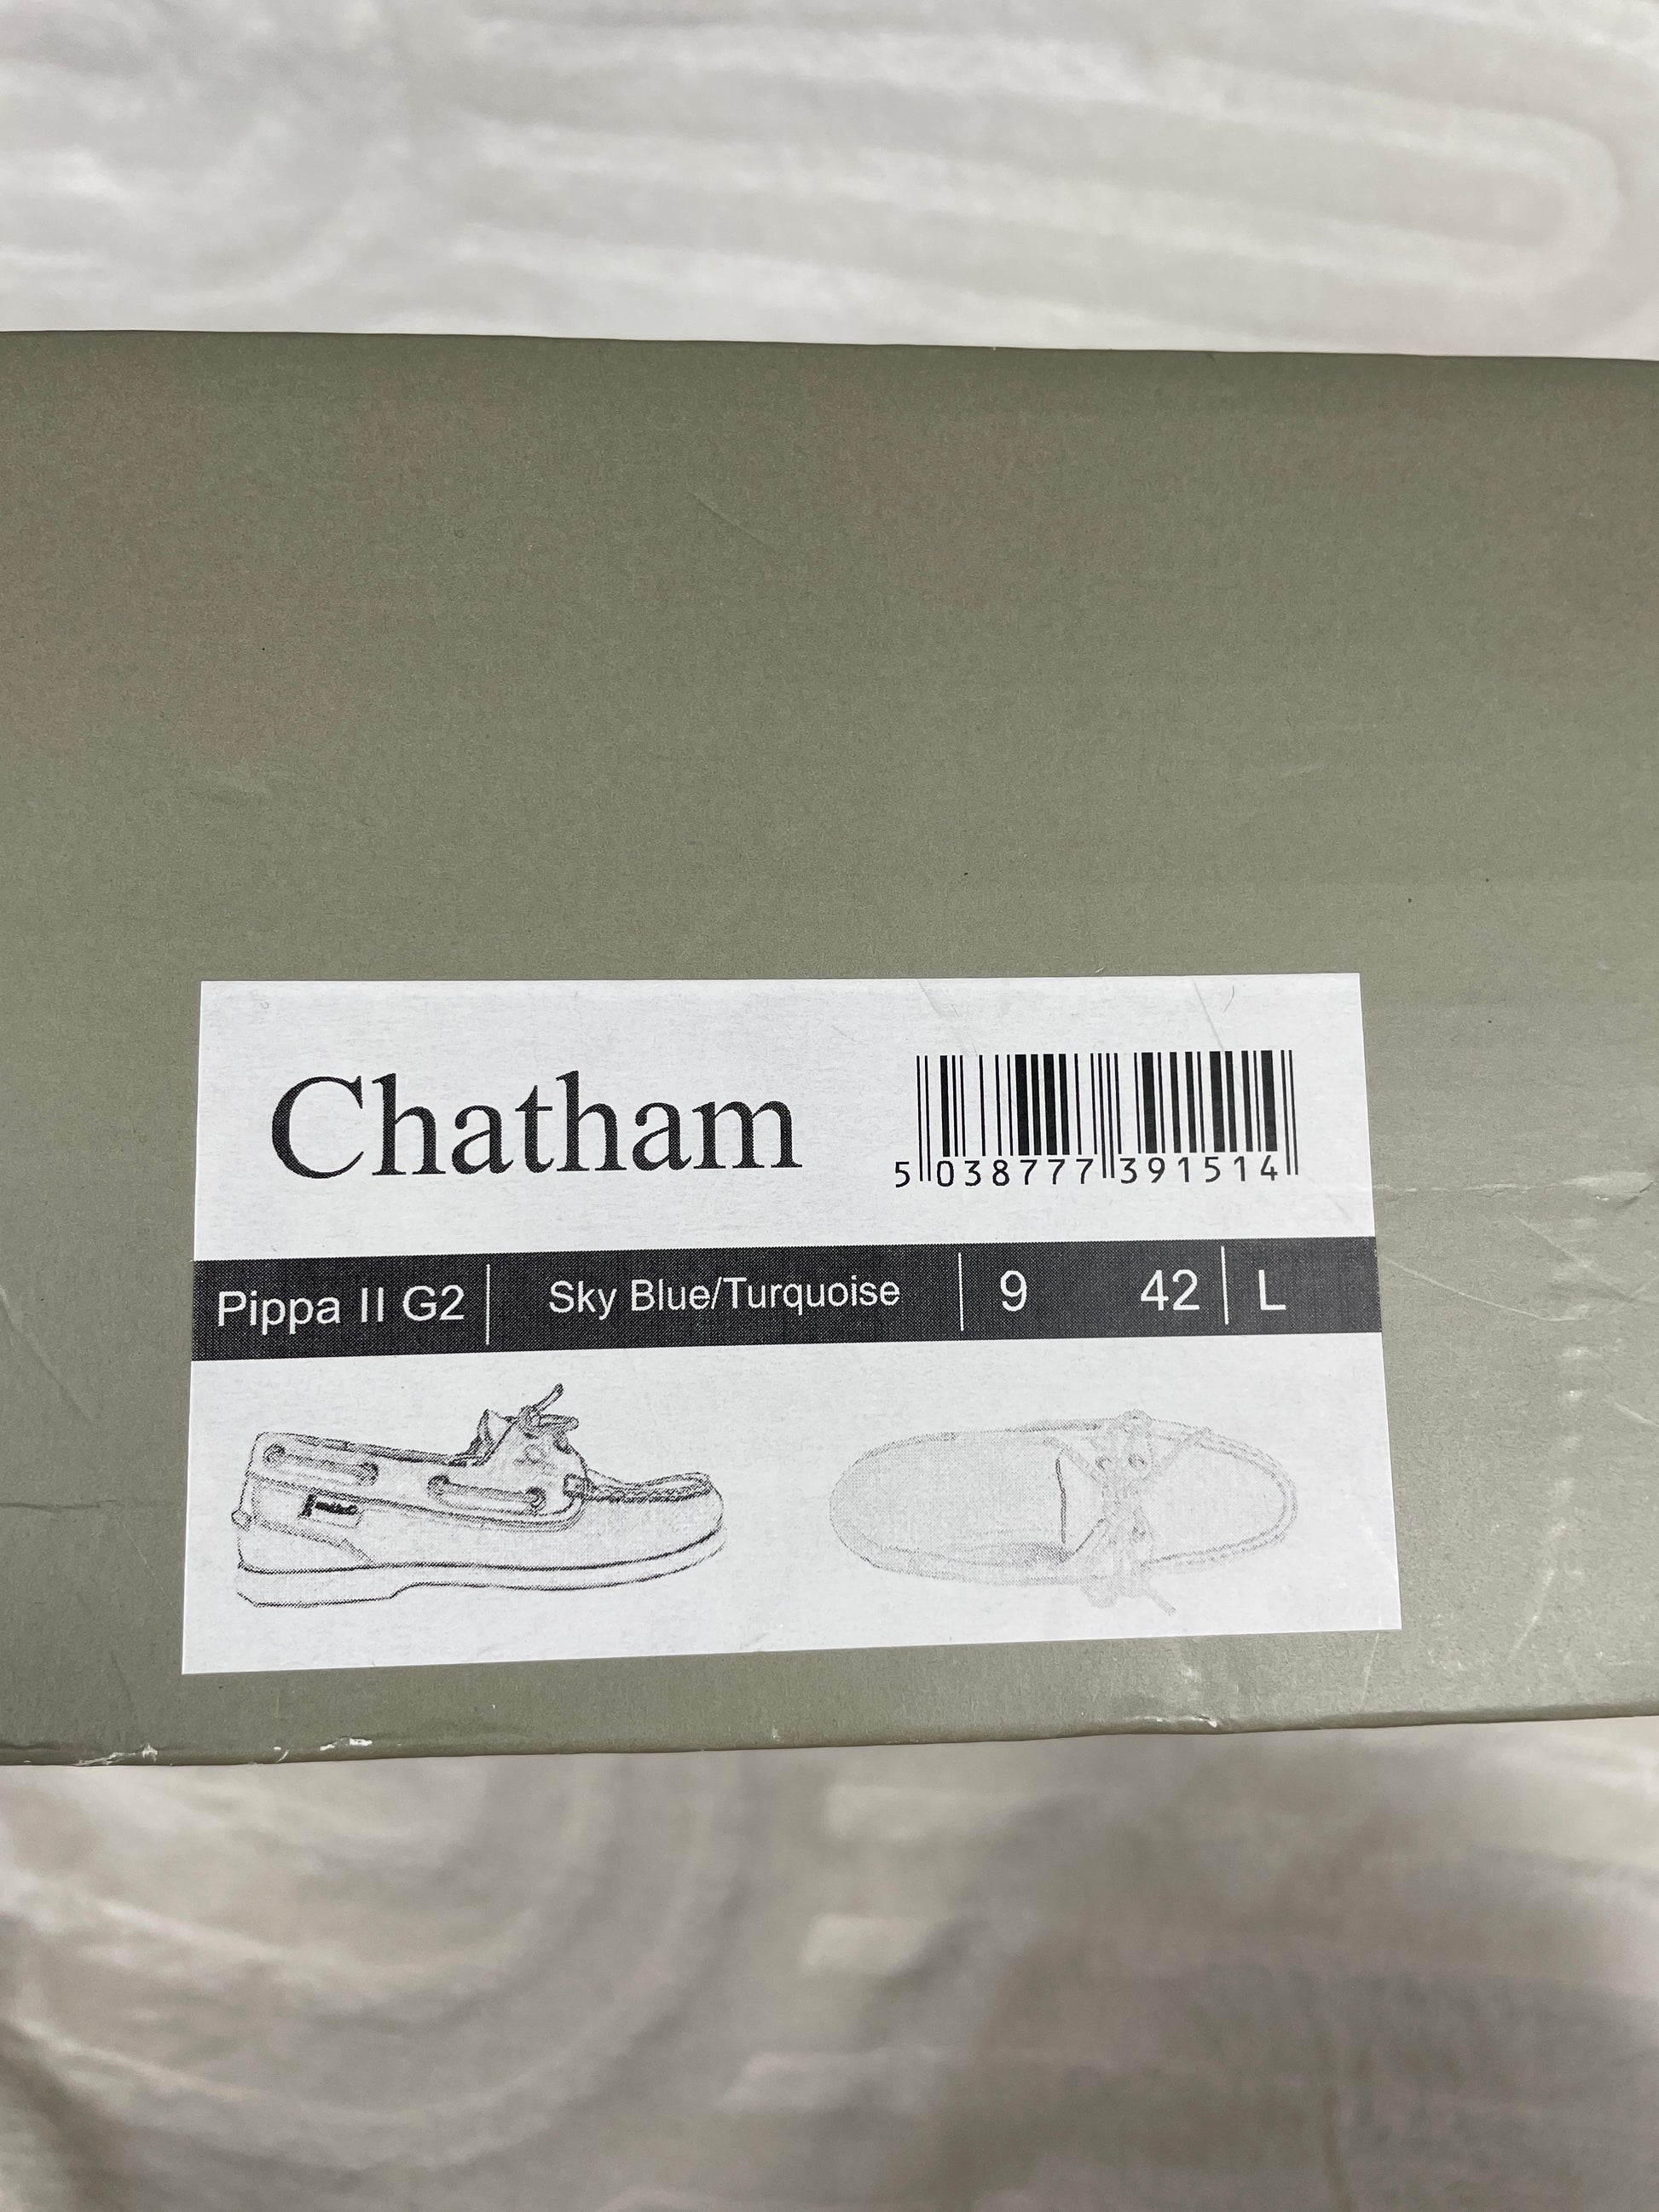 Chatham
5 038777 391514
Pippa II G2 Sky Blue/Turquoise 9 42 L